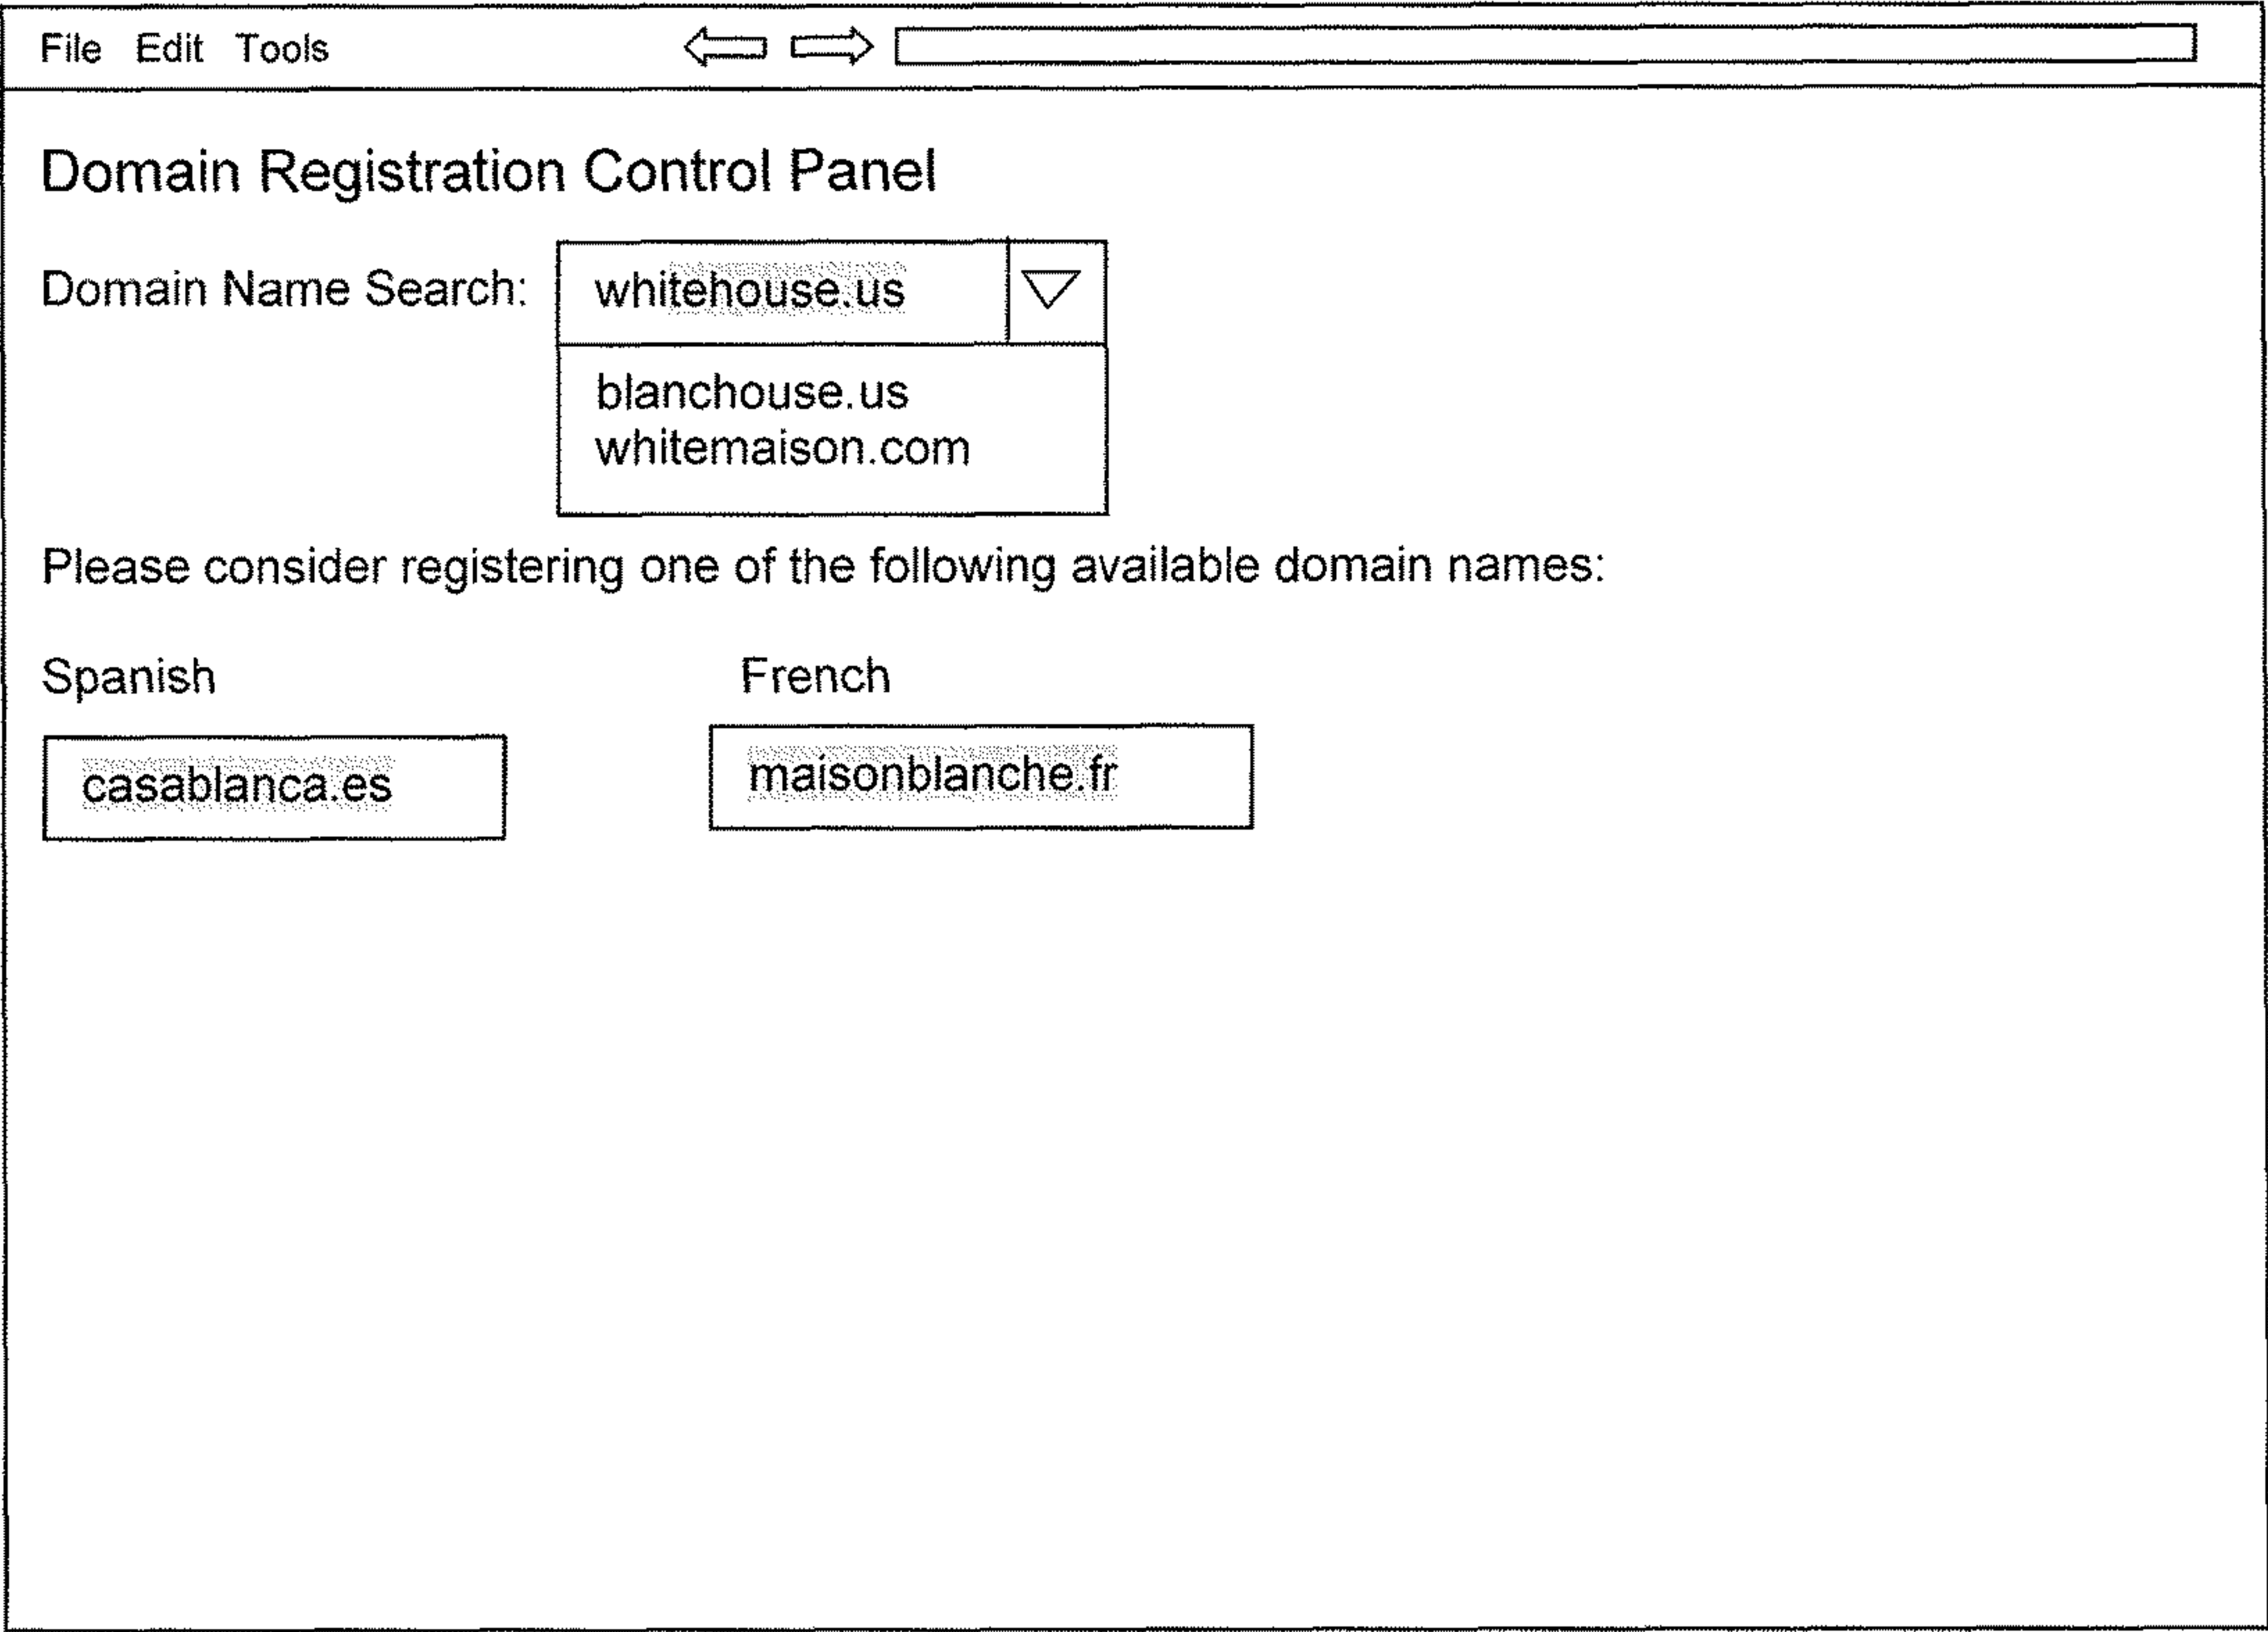 File Edit Tools
Domain Registration Control Panel
Domain Name Search: whitehouse.us
blanchouse.us
whitemaison.com
Please consider registering one of the following available domain names:
Spanish French
casablanca.es maisonblanche.fr